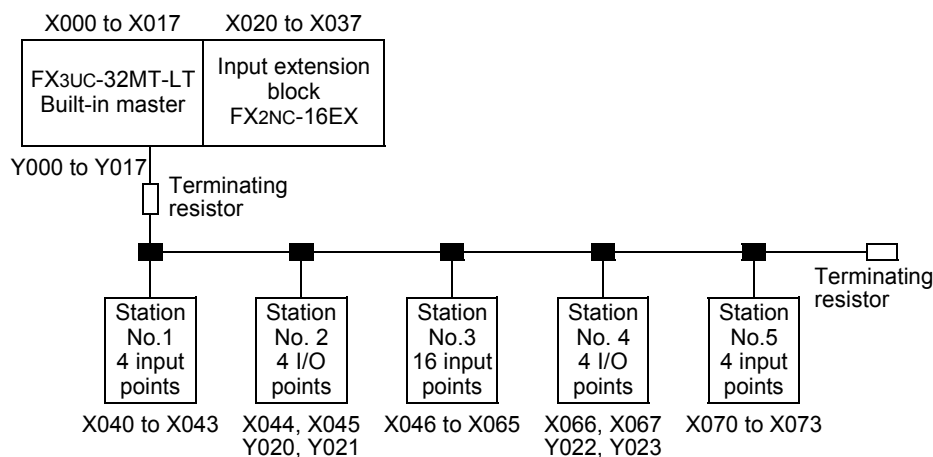 X000 to X017
X020 to X037
FX3UC-32MT-LT
Built-in master
Input extension
block
FX2NC-16EX
Y000 to Y017
Terminating
resistor
Terminating
resistor
Station
No.1
4 input
points
Station
No. 2
4 I/O
points
Station
No.3
16 input
points
Station
No. 4
4 I/O
points
Station
No.5
4 input
points
X040 to X043
X044, X045
Y020, Y021
X046 to X065
X066, X067
Y022, Y023
X070 to X073